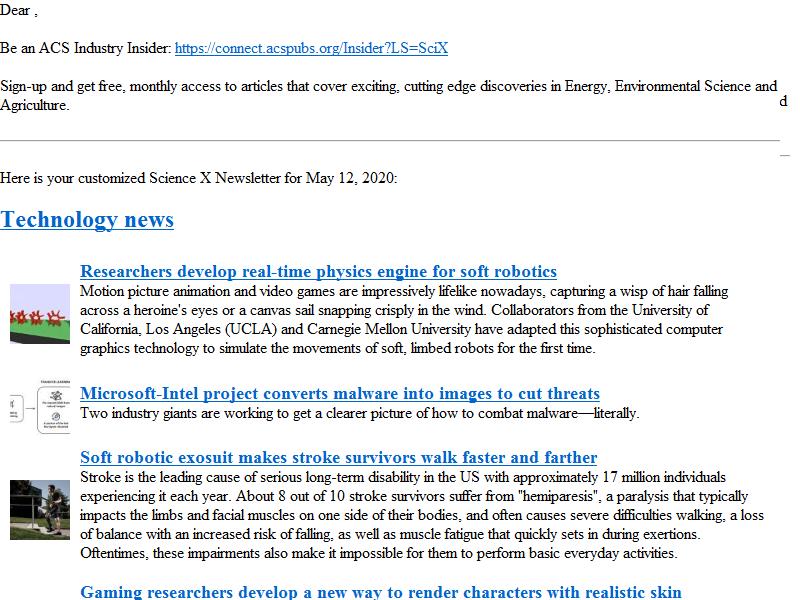 Dear ,
Be an ACS Industry Insider: https://connect.acspubs.org/Insider?LS=SciX
Sign-up and get free, monthly access to articles that cover exciting, cutting edge discoveries in Energy, Environmental Science and
Agriculture.
d
Here is your customized Science X Newsletter for May 12, 2020:
Technology news
Researchers develop real-time physics engine for soft robotics
Motion picture animation and video games are impressively lifelike nowadays, capturing a wisp of hair falling
across a heroine's eyes or a canvas sail snapping crisply in the wind. Collaborators from the University of
California, Los Angeles (UCLA) and Carnegie Mellon University have adapted this sophisticated computer
graphics technology to simulate the movements of soft, limbed robots for the first time.
Microsoft-Intel project converts malware into images to cut threats
Two industry giants are working to get a clearer picture of how to combat malware—literally.
Soft robotic exosuit makes stroke survivors walk faster and farther
Stroke is the leading cause of serious long-term disability in the US with approximately 17 million individuals
experiencing it each year. About 8 out of 10 stroke survivors suffer from "hemiparesis", a paralysis that typically
impacts the limbs and facial muscles on one side of their bodies, and often causes severe difficulties walking, a loss
of balance with an increased risk of falling, as well as muscle fatigue that quickly sets in during exertions.
Oftentimes, these impairments also make it impossible for them to perform basic everyday activities.
Gaming researchers develop a new way to render characters with realistic skin